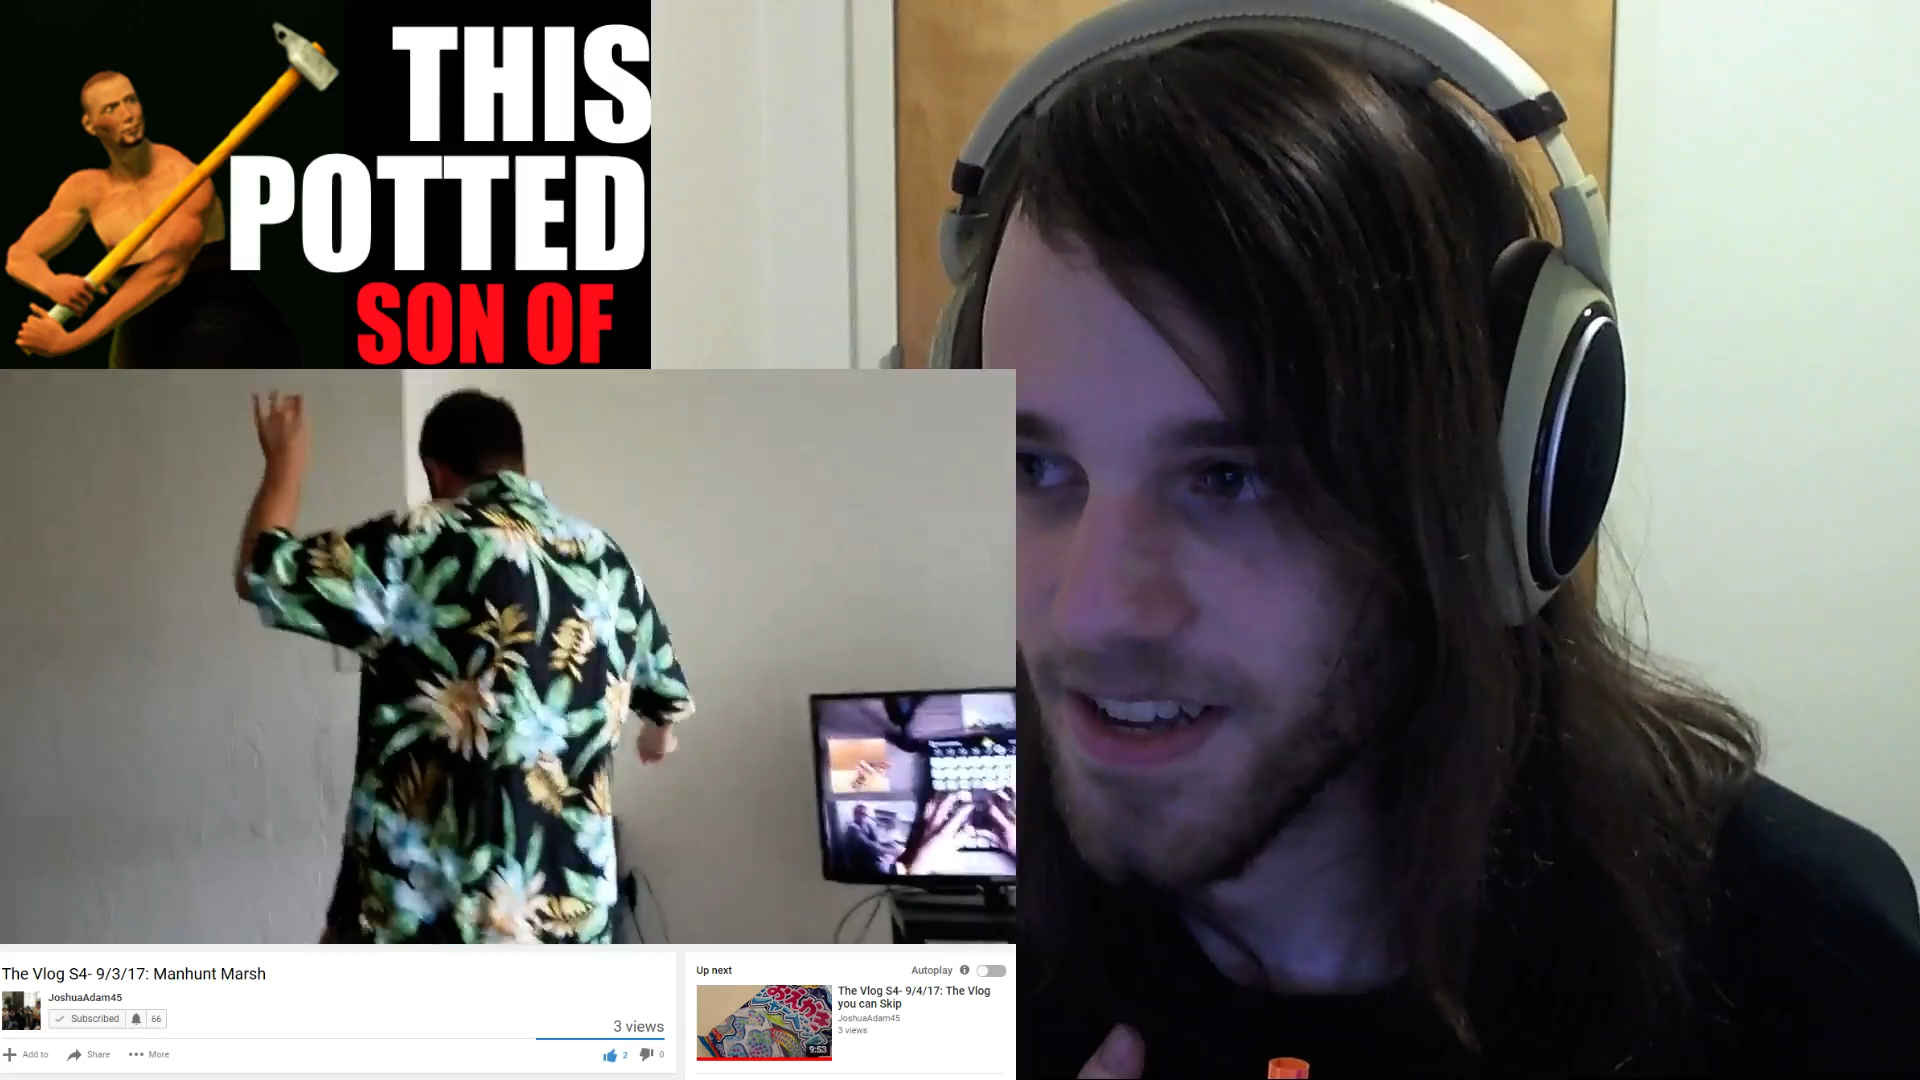 THIS
POTTED
SON OF
The Vlog S4- 9/3/17: Manhunt Marsh
JoshuaAdam45
Subscribed 66
3 views
Add to Share More 2 0
Up next Autoplay
The Vlog S4- 9/4/17: The Vlog
you can Skip
JoshuaAdam45
3 views
9:53